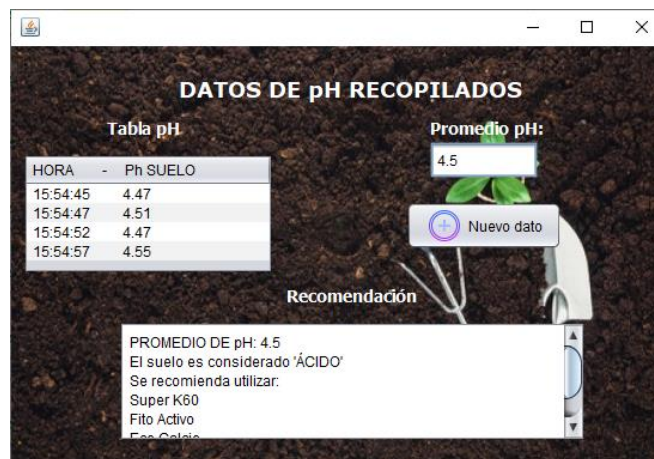 DATOS DE pH RECOPILADOS
Tabla pH
Promedio pH:
HORA - Ph SUELO
4.5
15:54:45 4.47
15:54:47 4.51
15:54:52 4.47
15:54:57 4.55
Nuevo dato
Recomendación
PROMEDIO DE pH: 4.5
El suelo es considerado 'ÁCIDO'
Se recomienda utilizar:
Super K60
Fito Activo